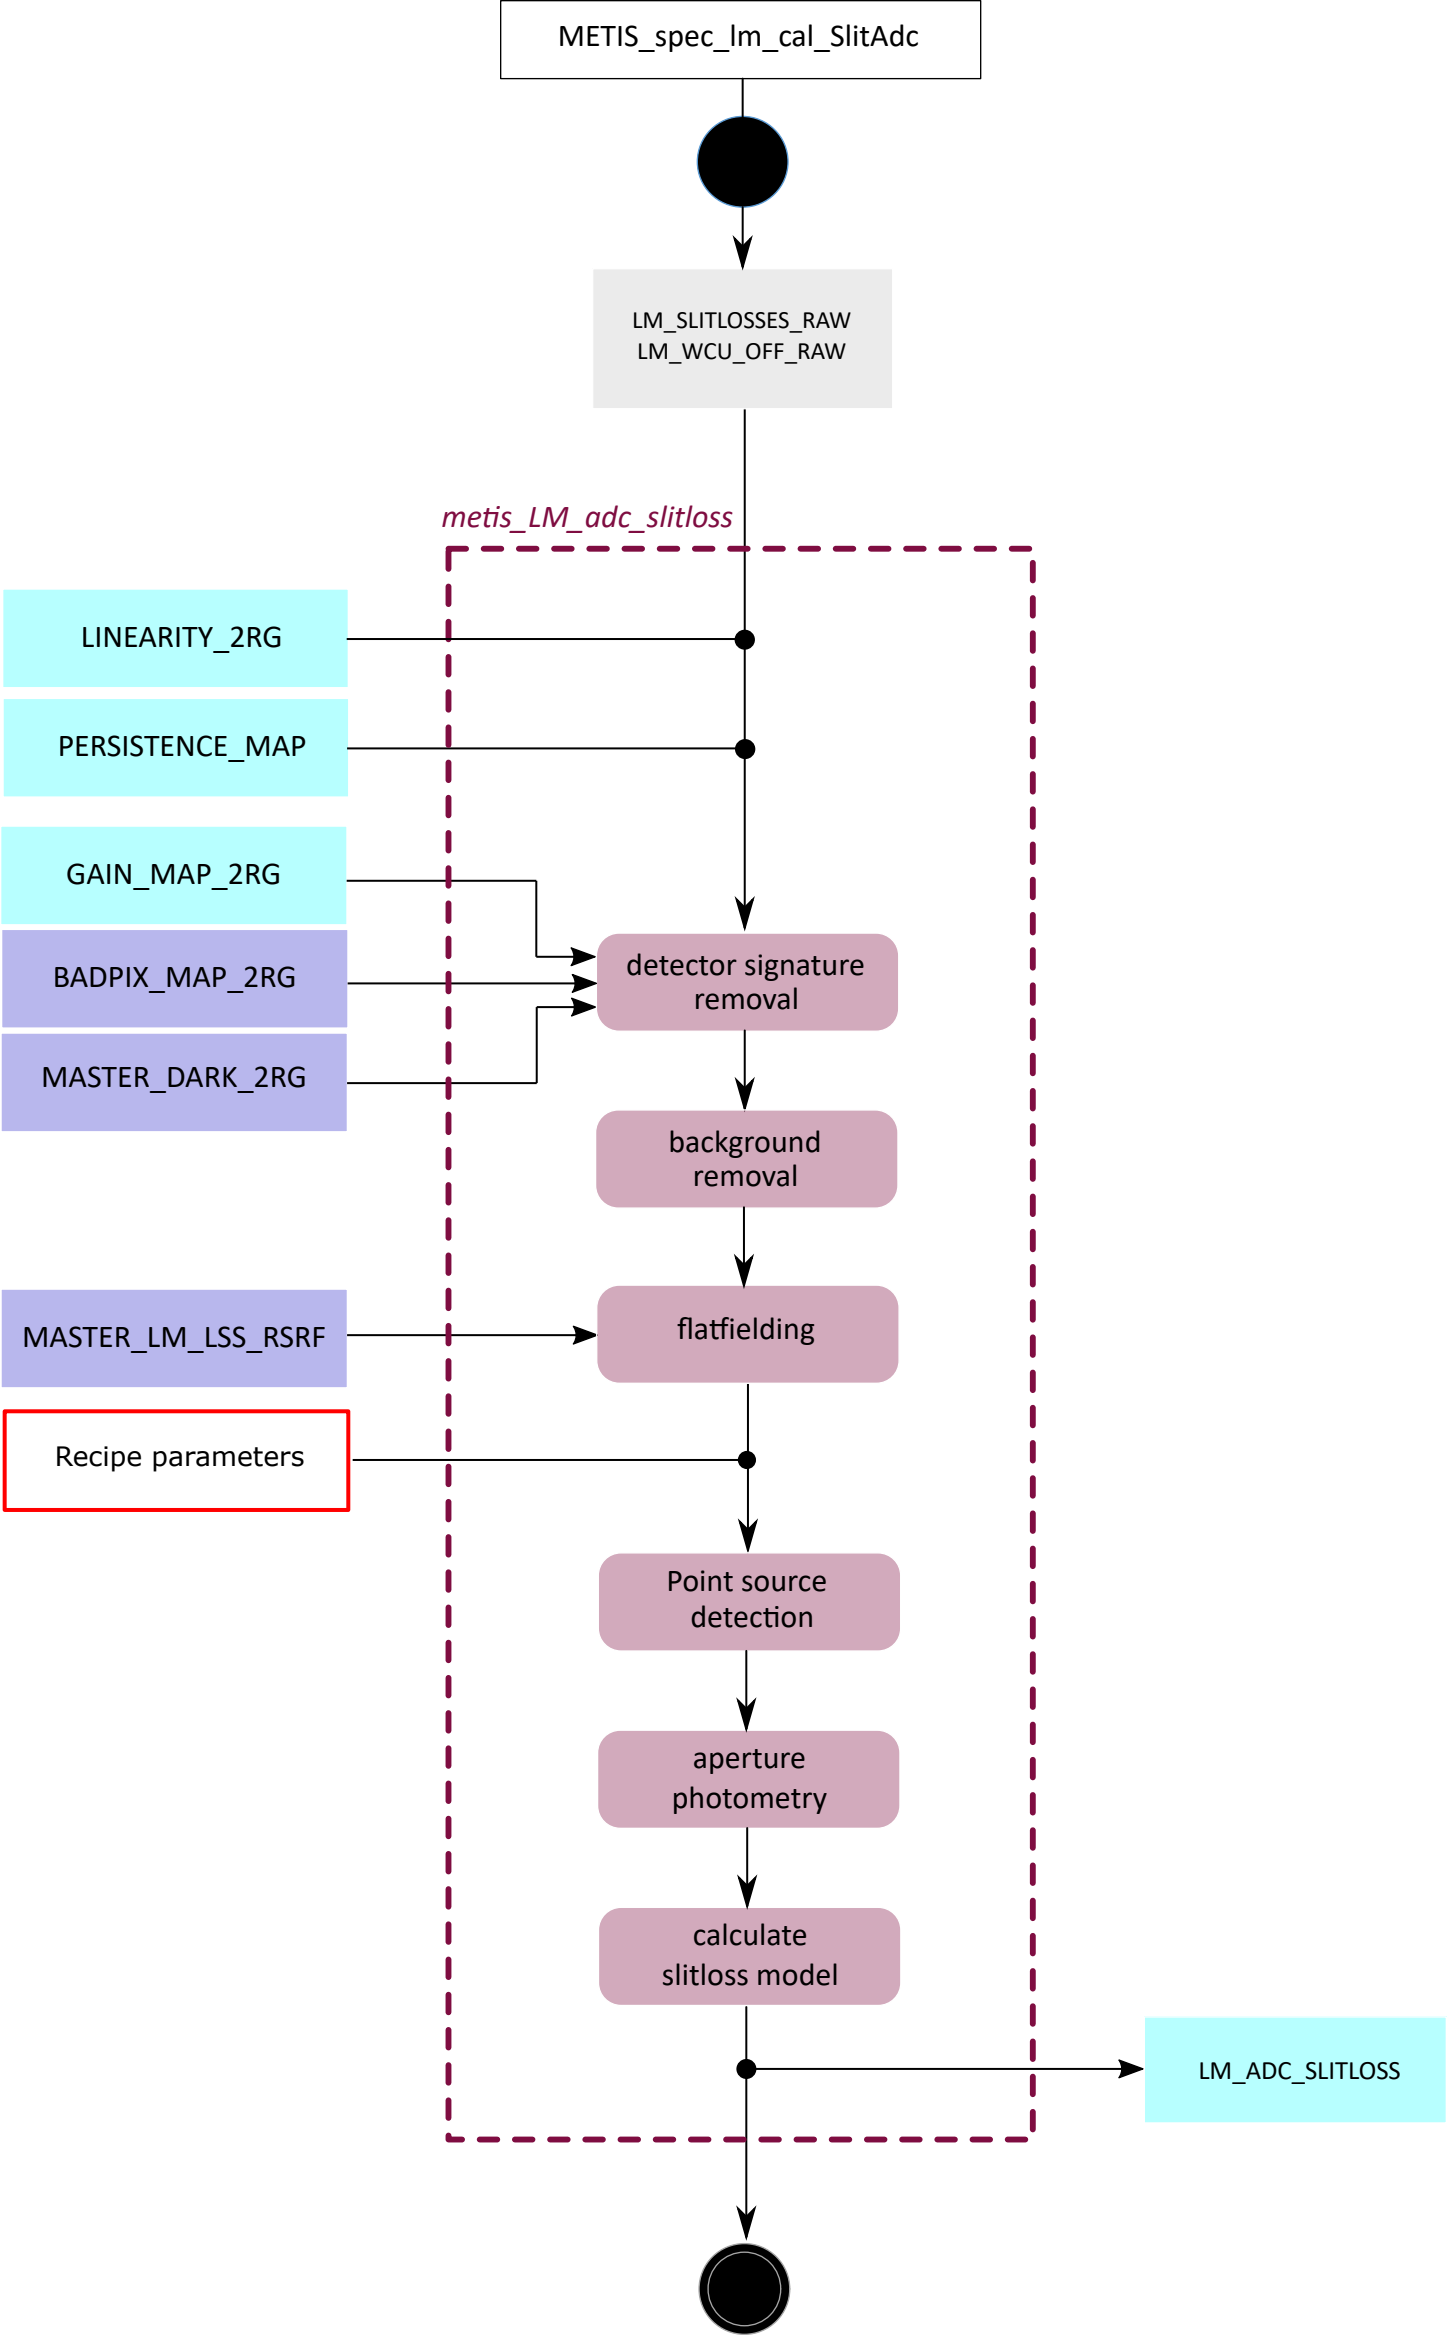 METIS_spec_lm_cal_SlitAdc
LM_SLITLOSSES_RAW
LM_WCU_OFF_RAW
metis_LM_adc_slitloss
LINEARITY_2RG
PERSISTENCE_MAP
GAIN_MAP_2RG
BADPIX_MAP_2RG
MASTER_DARK_2RG
detector signature
removal
background
removal
MASTER_LM_LSS_RSRF
flatfielding
Recipe parameters
Point source
detection
aperture
photometry
calculate
slitloss model
LM_ADC_SLITLOSS